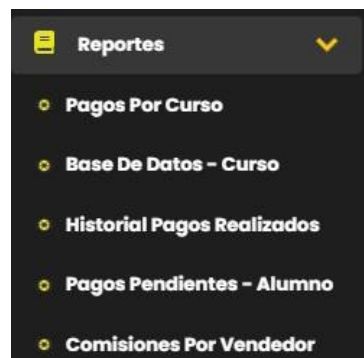 Reportes
Pagos Por Curso
Base De Datos - Curso
Historial Pagos Realizados
Pagos Pendientes - Alumno
Comisiones Por Vendedor